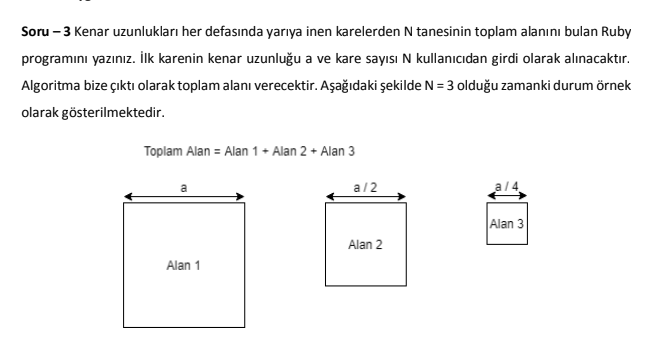 Soru – 3 Kenar uzunlukları her defasında yarıya inen karelerden N tanesinin toplam alanını bulan Ruby
programını yazınız. İlk karenin kenar uzunluğu a ve kare sayısı N kullanıcıdan girdi olarak alınacaktır.
Algoritma bize çıktı olarak toplam alanı verecektir. Aşağıdaki şekilde N = 3 olduğu zamanki durum örnek
olarak gösterilmektedir.
Toplam Alan = Alan 1 + Alan 2 + Alan 3
a
a / 2
a / 4
Alan 1
Alan 2
Alan 3